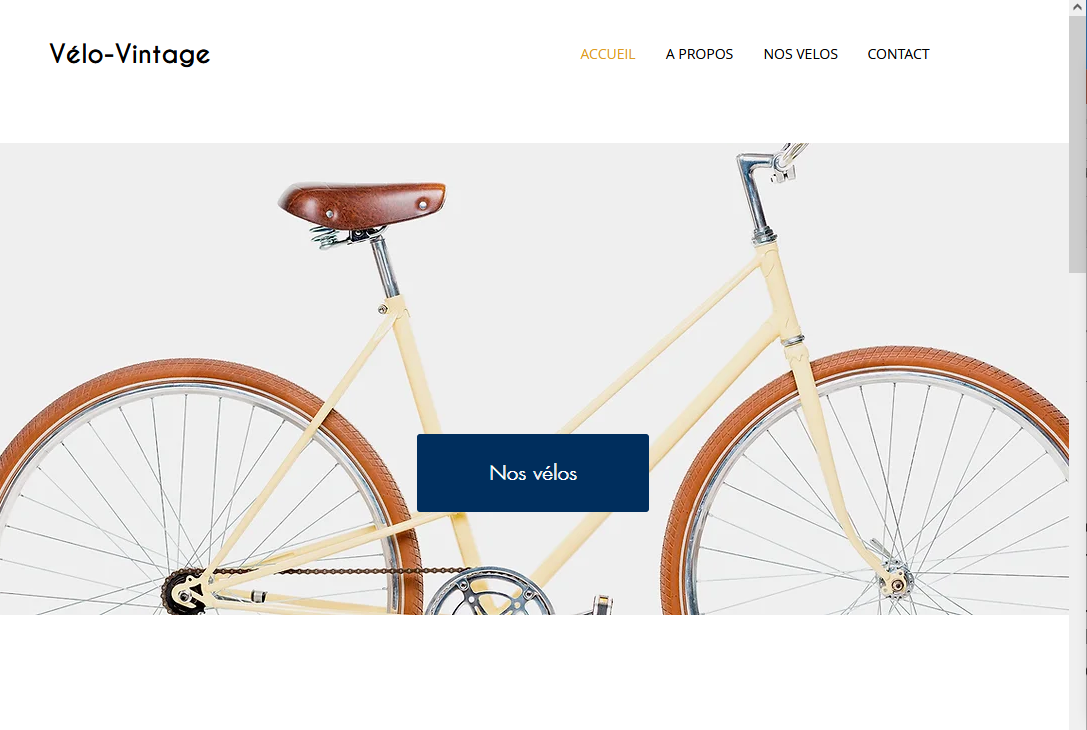 Vélo-Vintage
ACCUEIL A PROPOS NOS VELOS CONTACT
Nos vélos